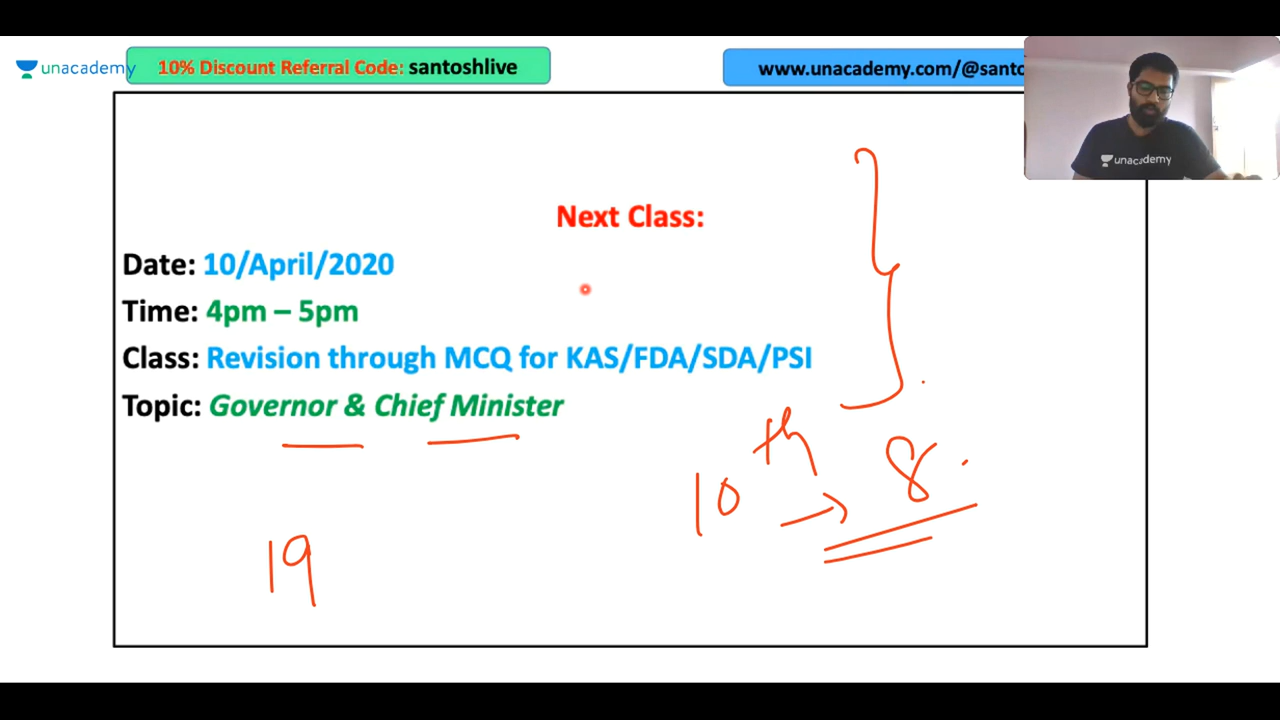 unacademy
10% Discount Referral Code: santoshlive
www.unacademy.com/@santo
unacademy
Next Class:
Date: 10/April/2020
Time: 4pm – 5pm
Class: Revision through MCQ for KAS/FDA/SDA/PSI
Topic: Governor & Chief Minister
10th → 8
19